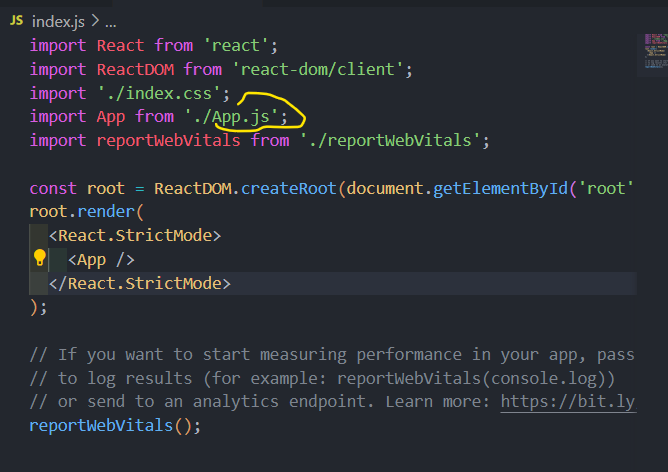 JS index.js > ...
import React from 'react';
import ReactDOM from 'react-dom/client';
import './index.css';
import App from './App.js';
import reportWebVitals from './reportWebVitals';
const root = ReactDOM.createRoot(document.getElementById('root'
root.render(
<React.StrictMode>
<App />
</React.StrictMode>
);
// If you want to start measuring performance in your app, pass
// to log results (for example: reportWebVitals(console.log))
// or send to an analytics endpoint. Learn more: https://bit.ly
reportWebVitals();